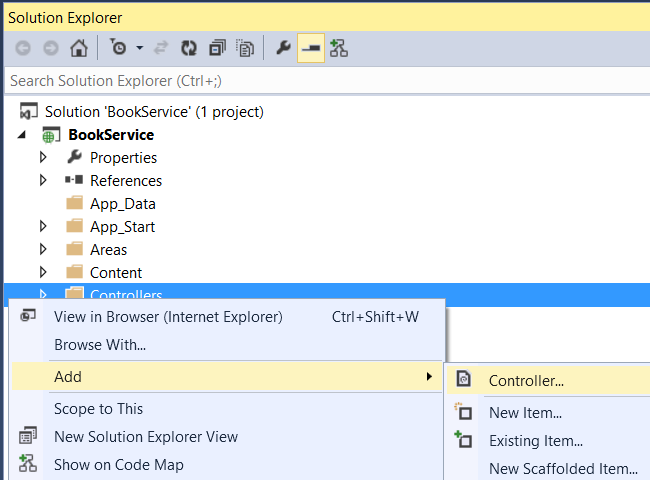 Solution Explorer
Search Solution Explorer (Ctrl+;)
Solution 'BookService' (1 project)
BookService
Properties
References
App_Data
App_Start
Areas
Content
Controllers
View in Browser (Internet Explorer) Ctrl+Shift+W
Browse With...
Add
Controller...
Scope to This
New Item...
New Solution Explorer View
Existing Item...
Show on Code Map
New Scaffolded Item...